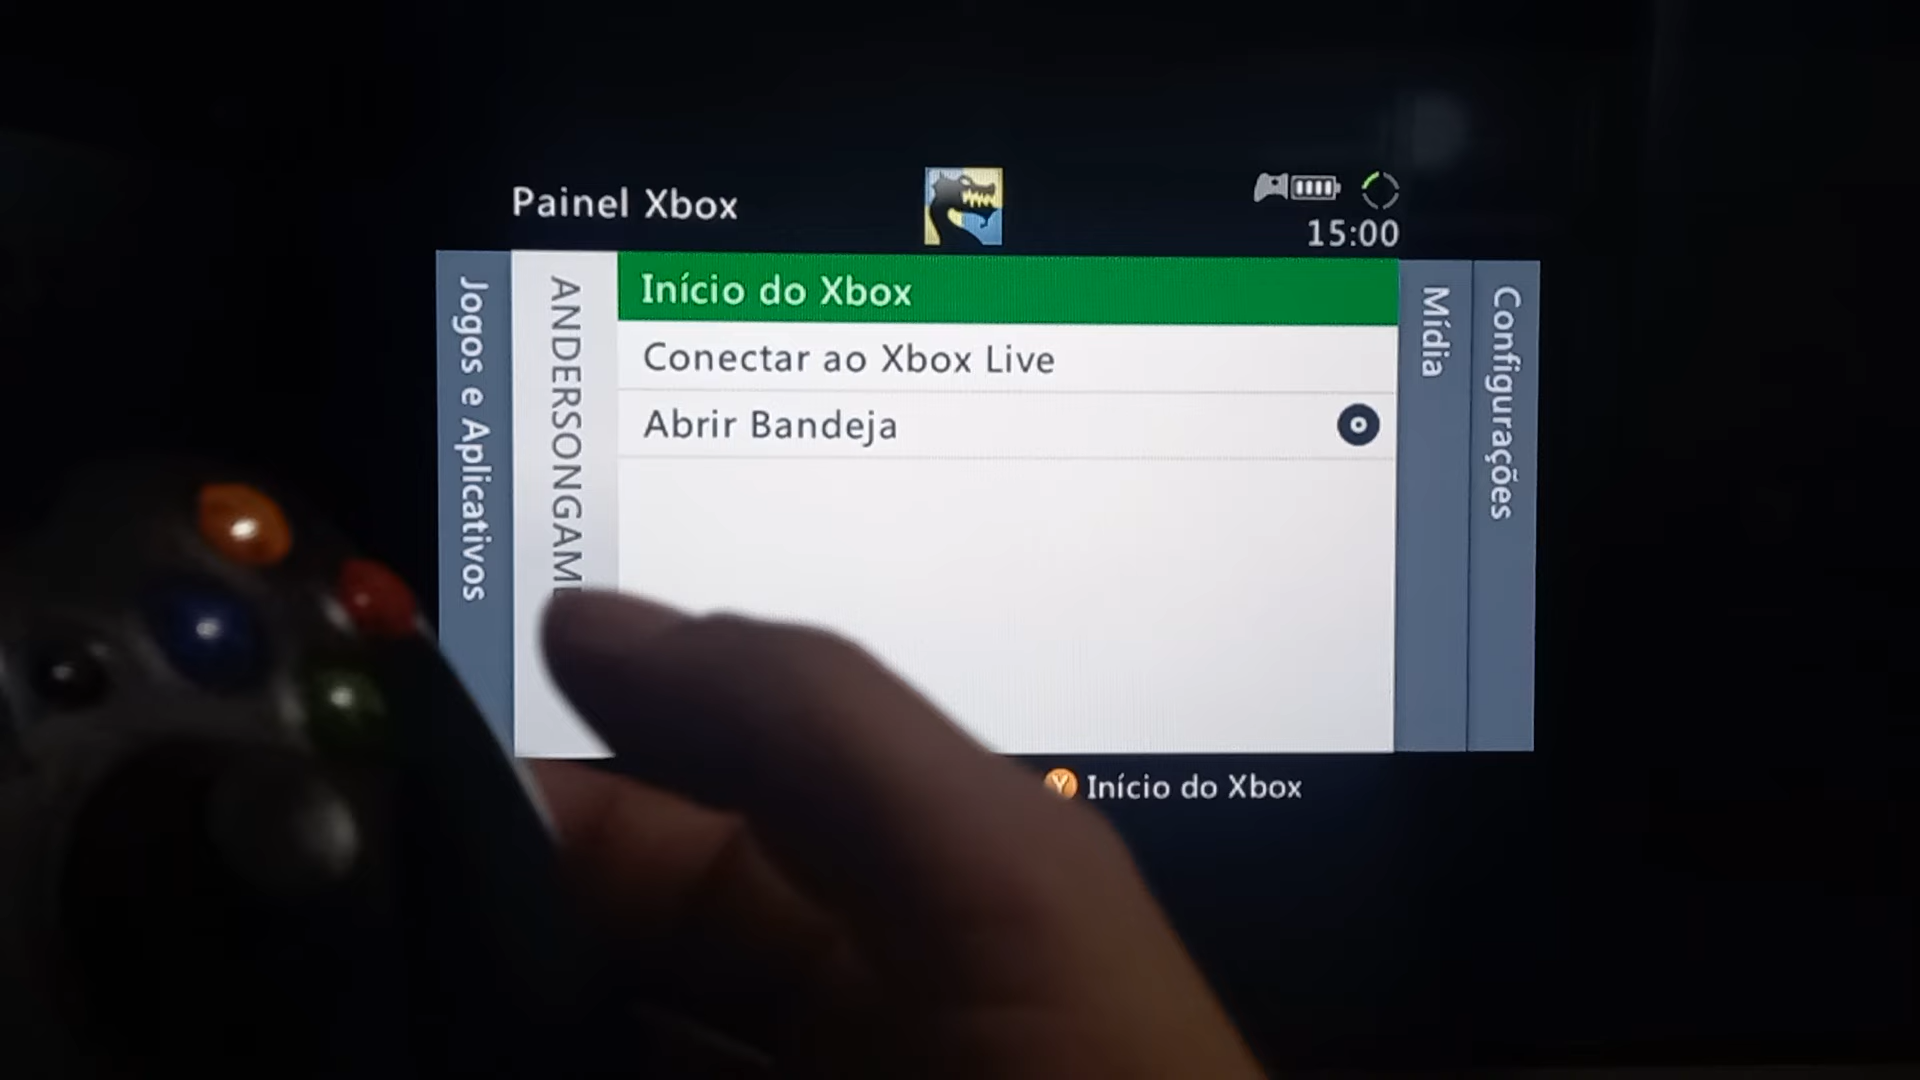 Painel Xbox
15:00
Jogos e Aplicativos
Início do Xbox
Conectar ao Xbox Live
Abrir Bandeja
Mídia
Configurações
Y Início do Xbox